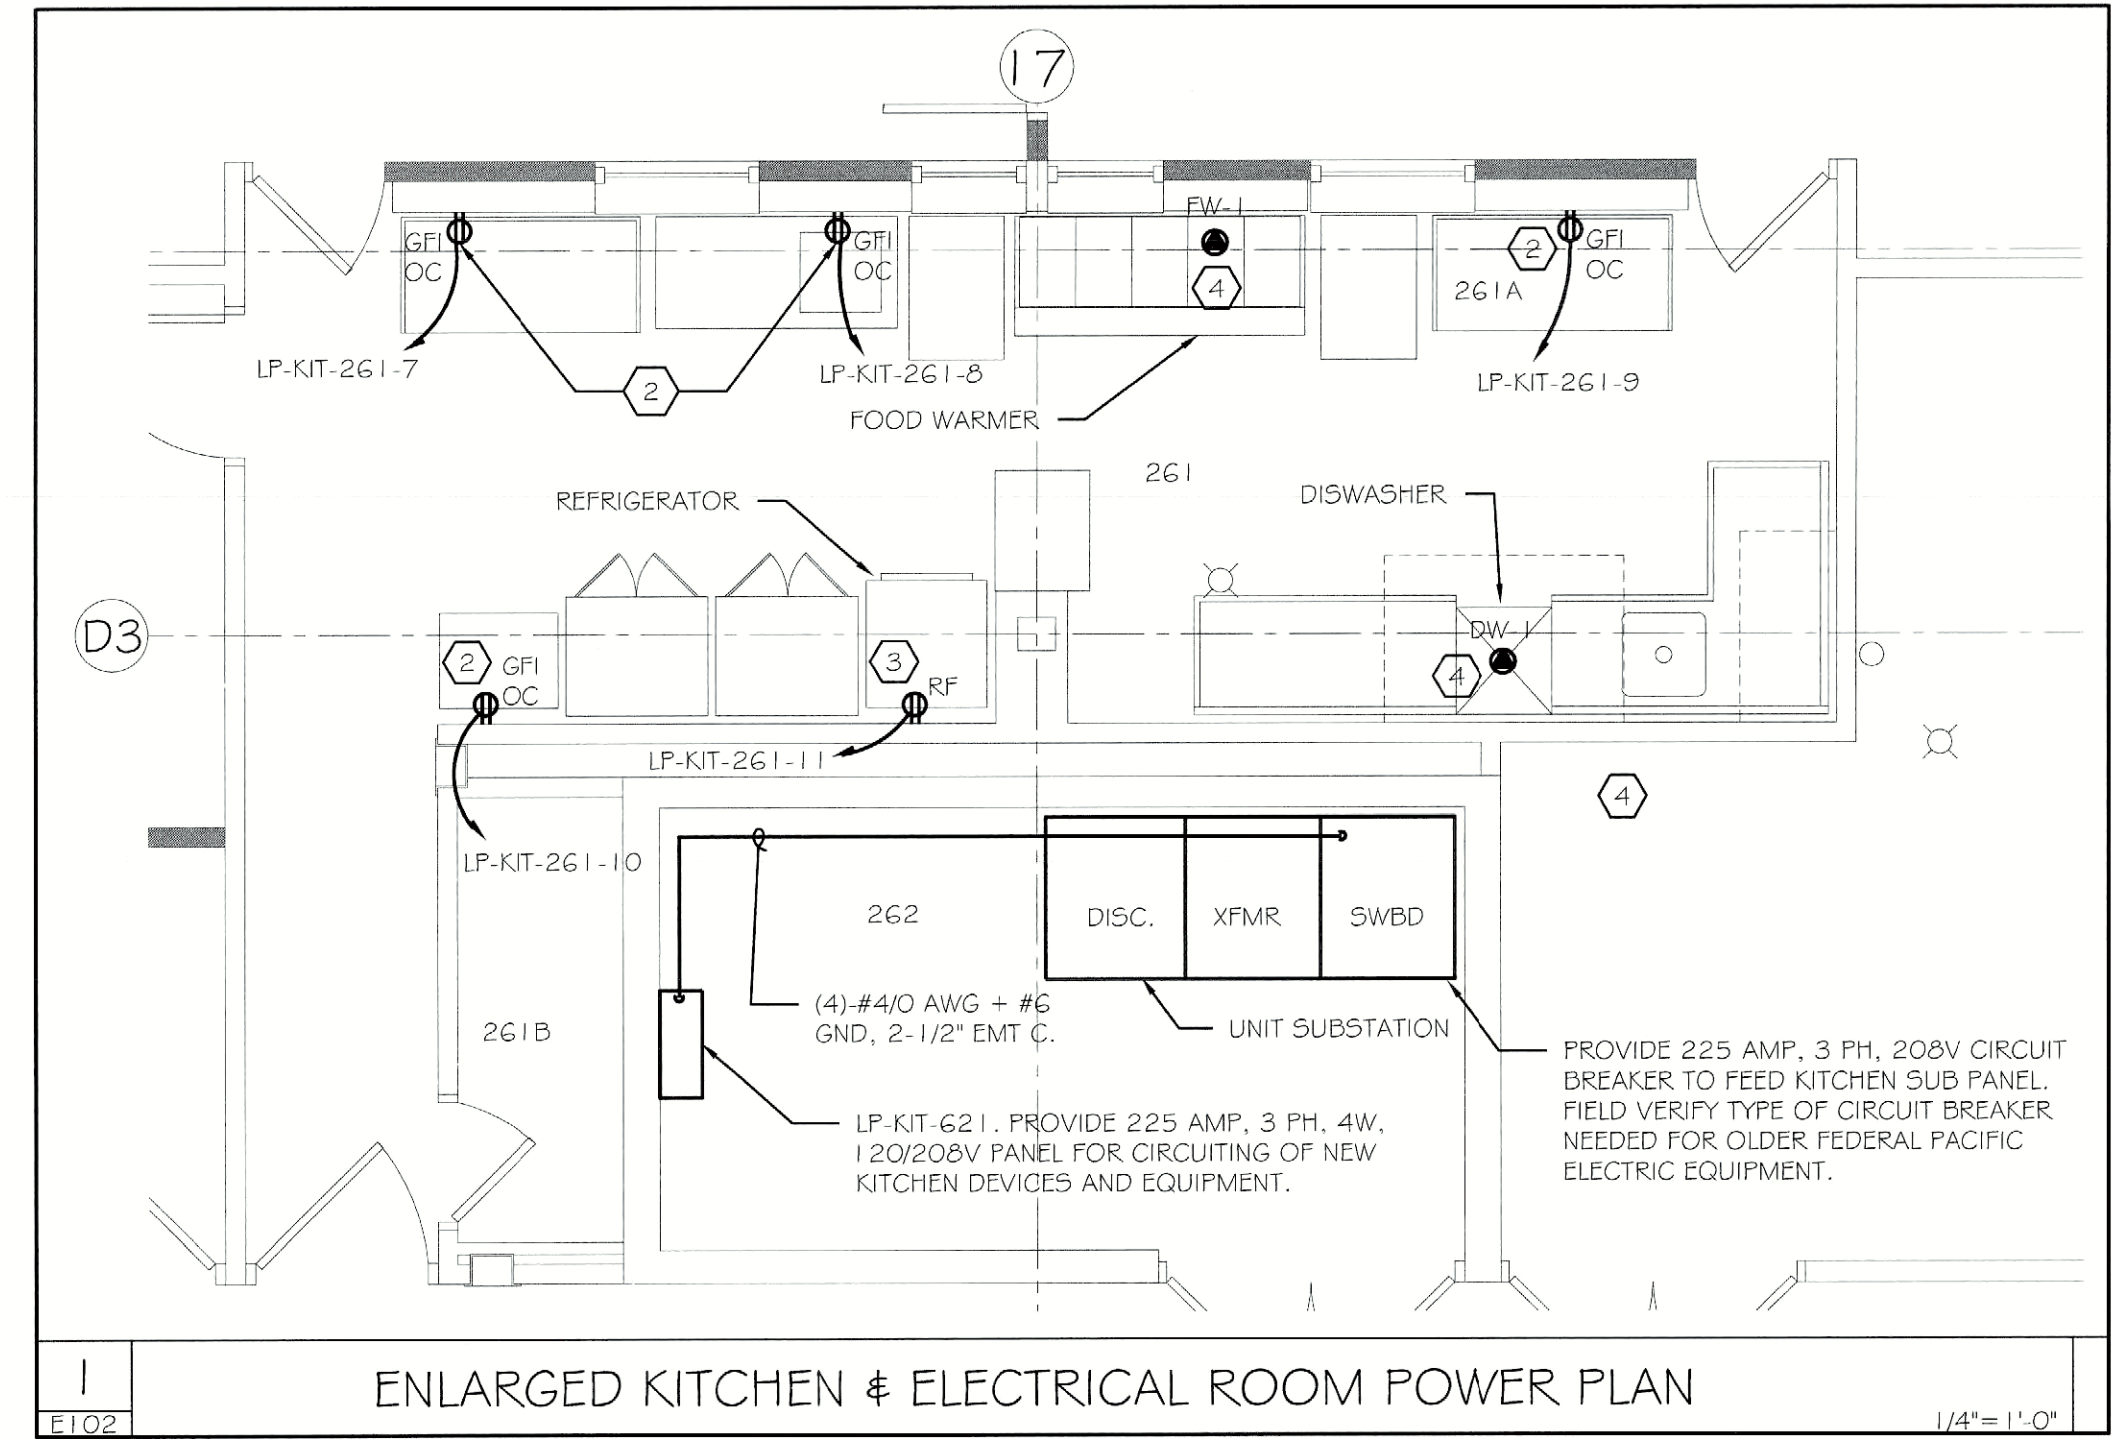 17
FW-1
GFI
OC
GFI
OC
2
GFI
OC
4
261A
LP-KIT-261-7
LP-KIT-261-8
LP-KIT-261-9
2
FOOD WARMER
261
REFRIGERATOR
DISWASHER
D3
2
GFI
OC
3
RF
DW-1
4
LP-KIT-261-11
4
LP-KIT-261-10
262
DISC.
XFMR
SWBD
(4)-#4/0 AWG + #6
GND, 2-1/2" EMT C.
261B
UNIT SUBSTATION
PROVIDE 225 AMP, 3 PH, 208V CIRCUIT
BREAKER TO FEED KITCHEN SUB PANEL.
FIELD VERIFY TYPE OF CIRCUIT BREAKER
NEEDED FOR OLDER FEDERAL PACIFIC
ELECTRIC EQUIPMENT.
LP-KIT-621. PROVIDE 225 AMP, 3 PH, 4W,
120/208V PANEL FOR CIRCUITING OF NEW
KITCHEN DEVICES AND EQUIPMENT.
1
E102
ENLARGED KITCHEN & ELECTRICAL ROOM POWER PLAN
1/4"=1'-0"